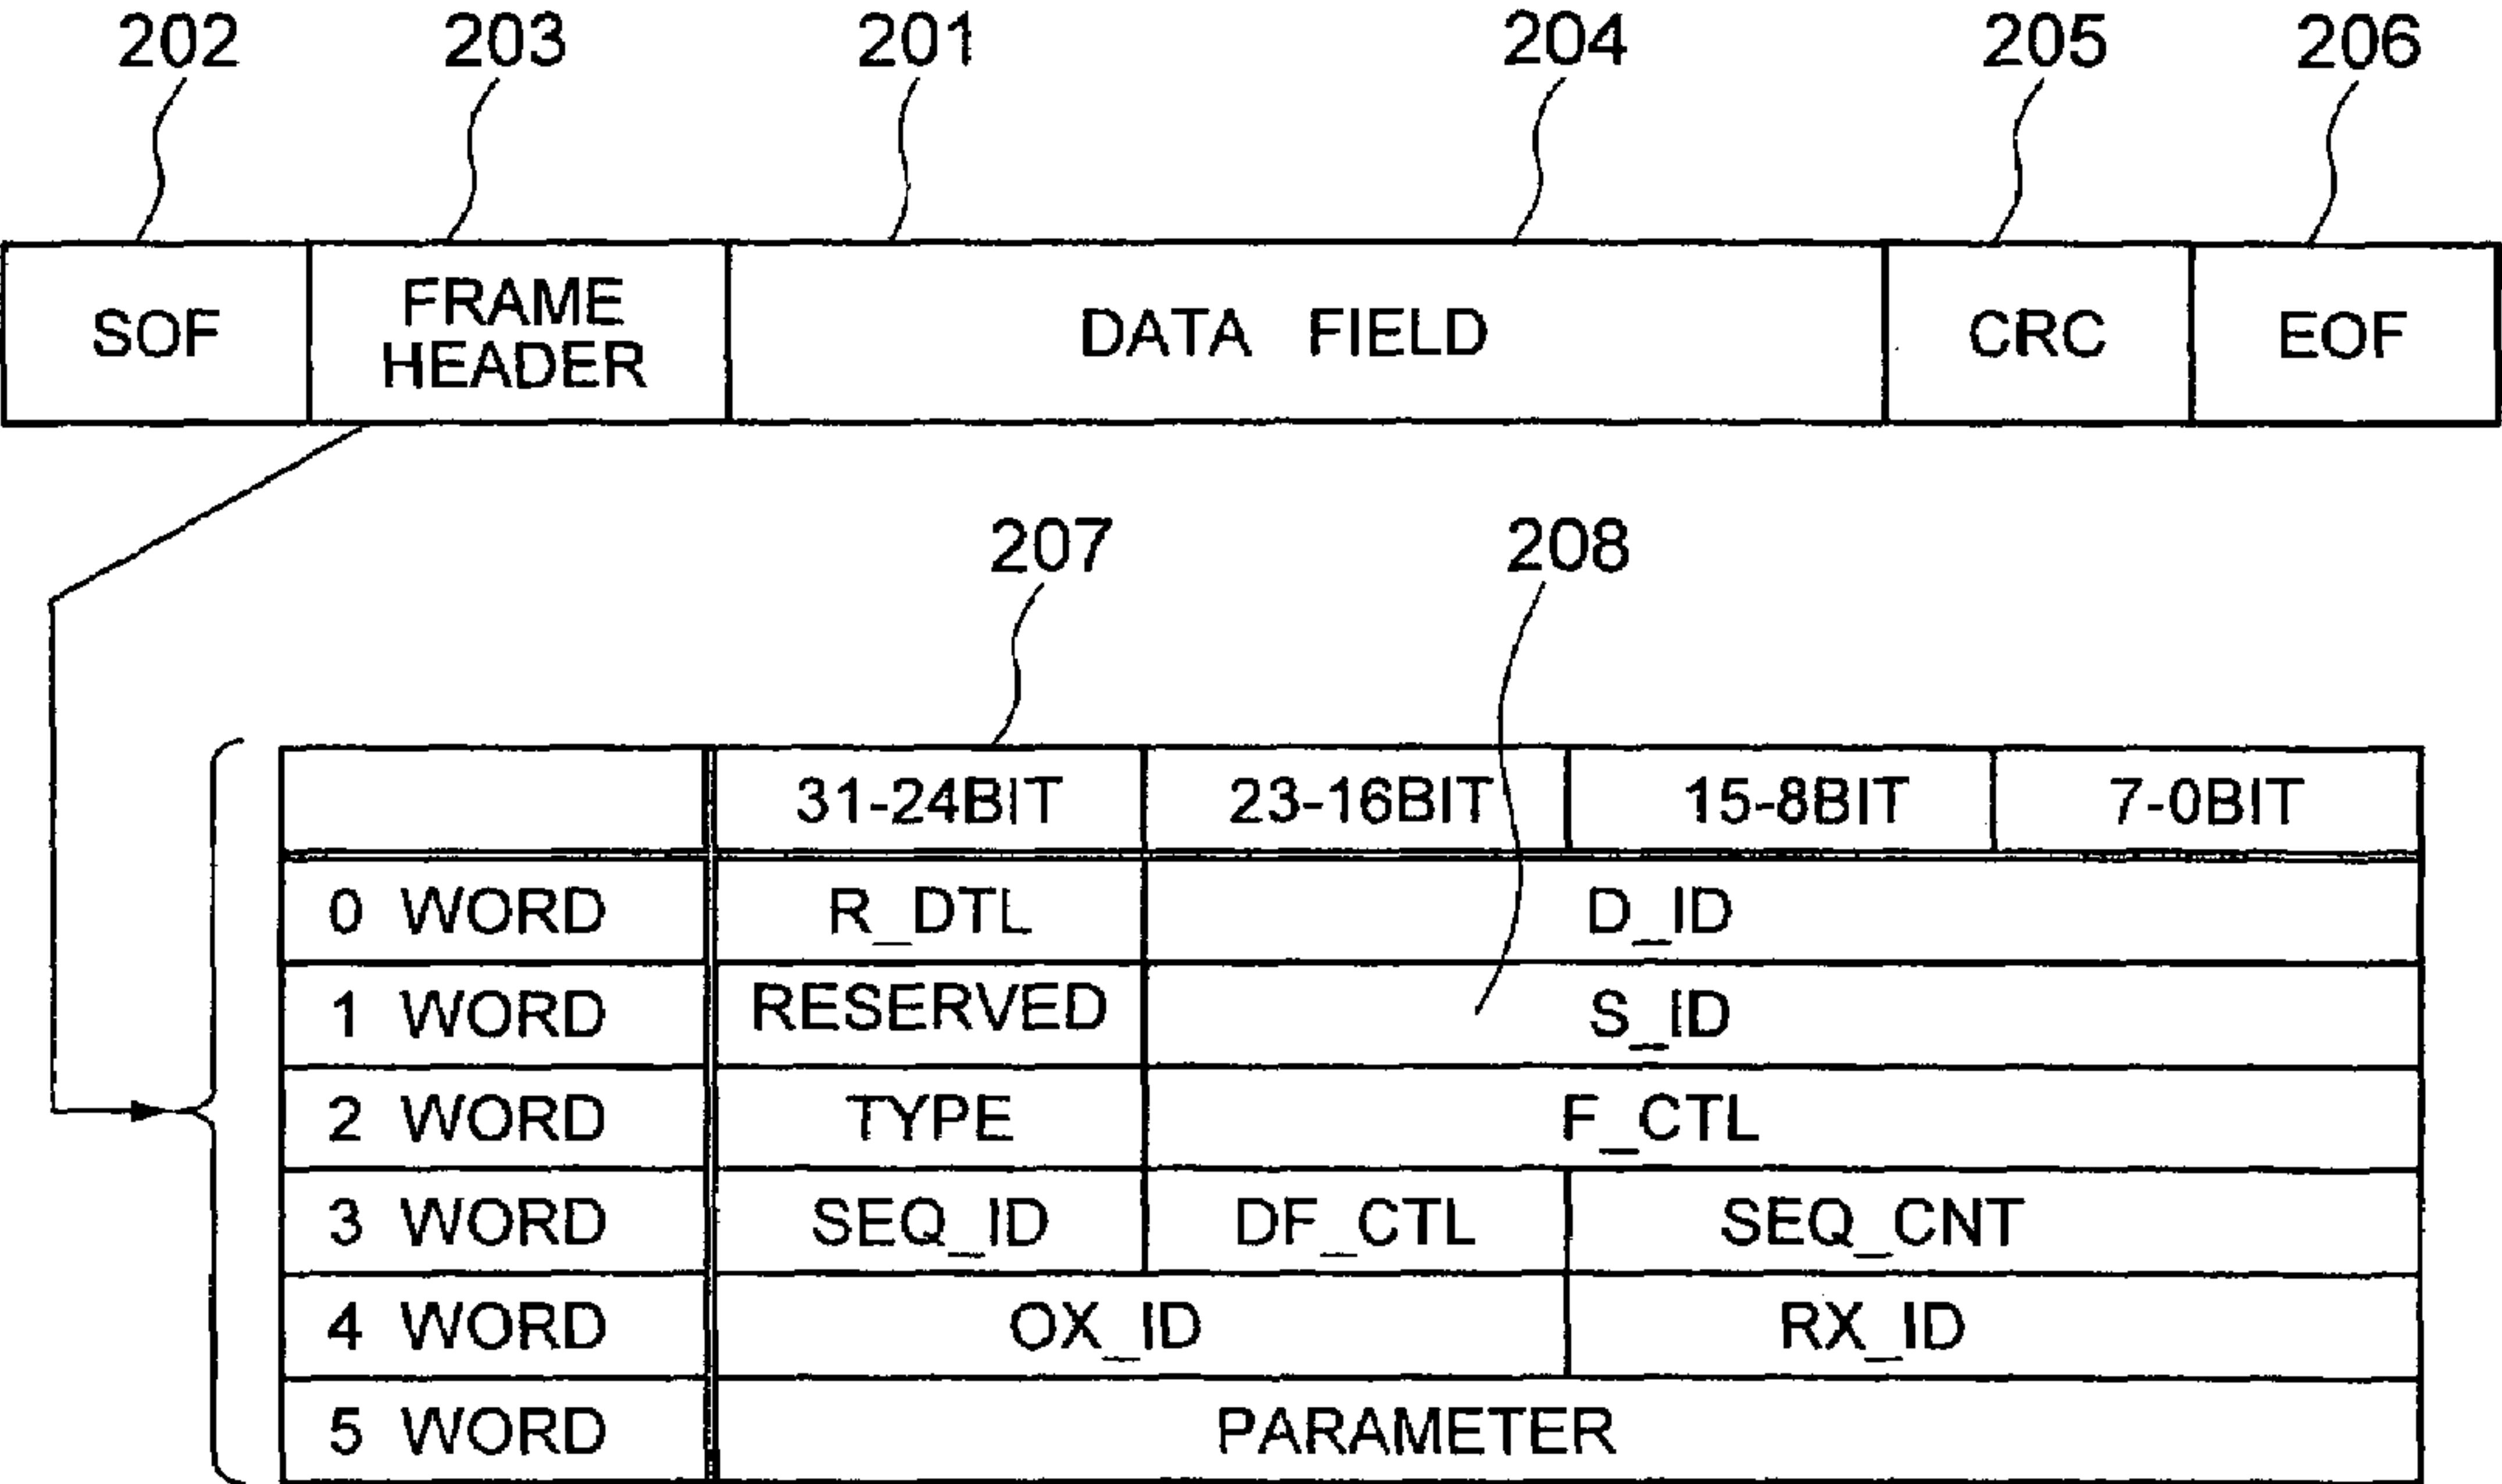 202 203 201 204 205 206
SOF FRAME HEADER DATA FIELD CRC EOF
207 208
31-24BIT 23-16BIT 15-8BIT 7-0BIT
0 WORD R_DTL D_ID
1 WORD RESERVED S_ID
2 WORD TYPE F_CTL
3 WORD SEQ_ID DF_CTL SEQ_CNT
4 WORD OX_ID RX_ID
5 WORD PARAMETER